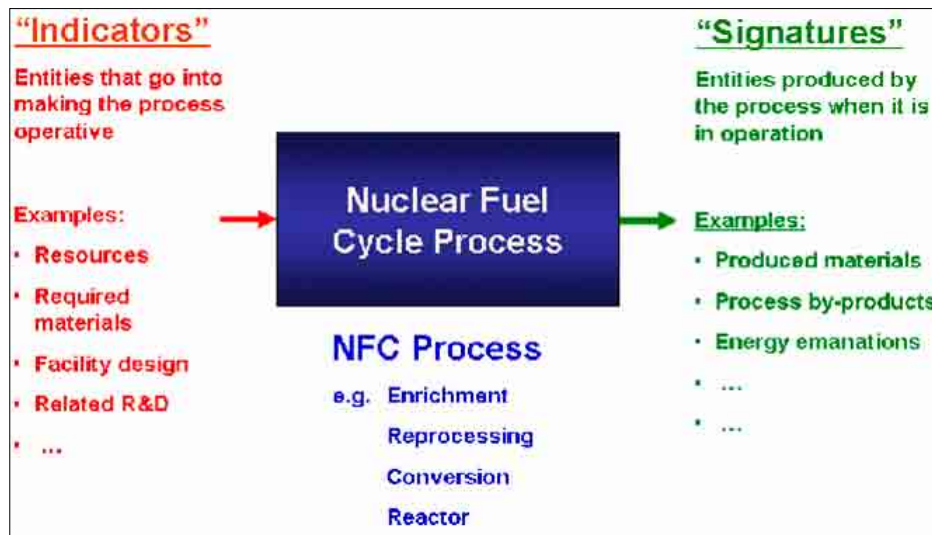 “Indicators”
Entities that go into
making the process
operative
Examples:
• Resources
• Required
materials
• Facility design
• Related R&D
• ...
Nuclear Fuel
Cycle Process
NFC Process
e.g. Enrichment
Reprocessing
Conversion
Reactor
“Signatures”
Entities produced by
the process when it is
in operation
Examples:
• Produced materials
• Process by-products
• Energy emanations
• ...
• ...